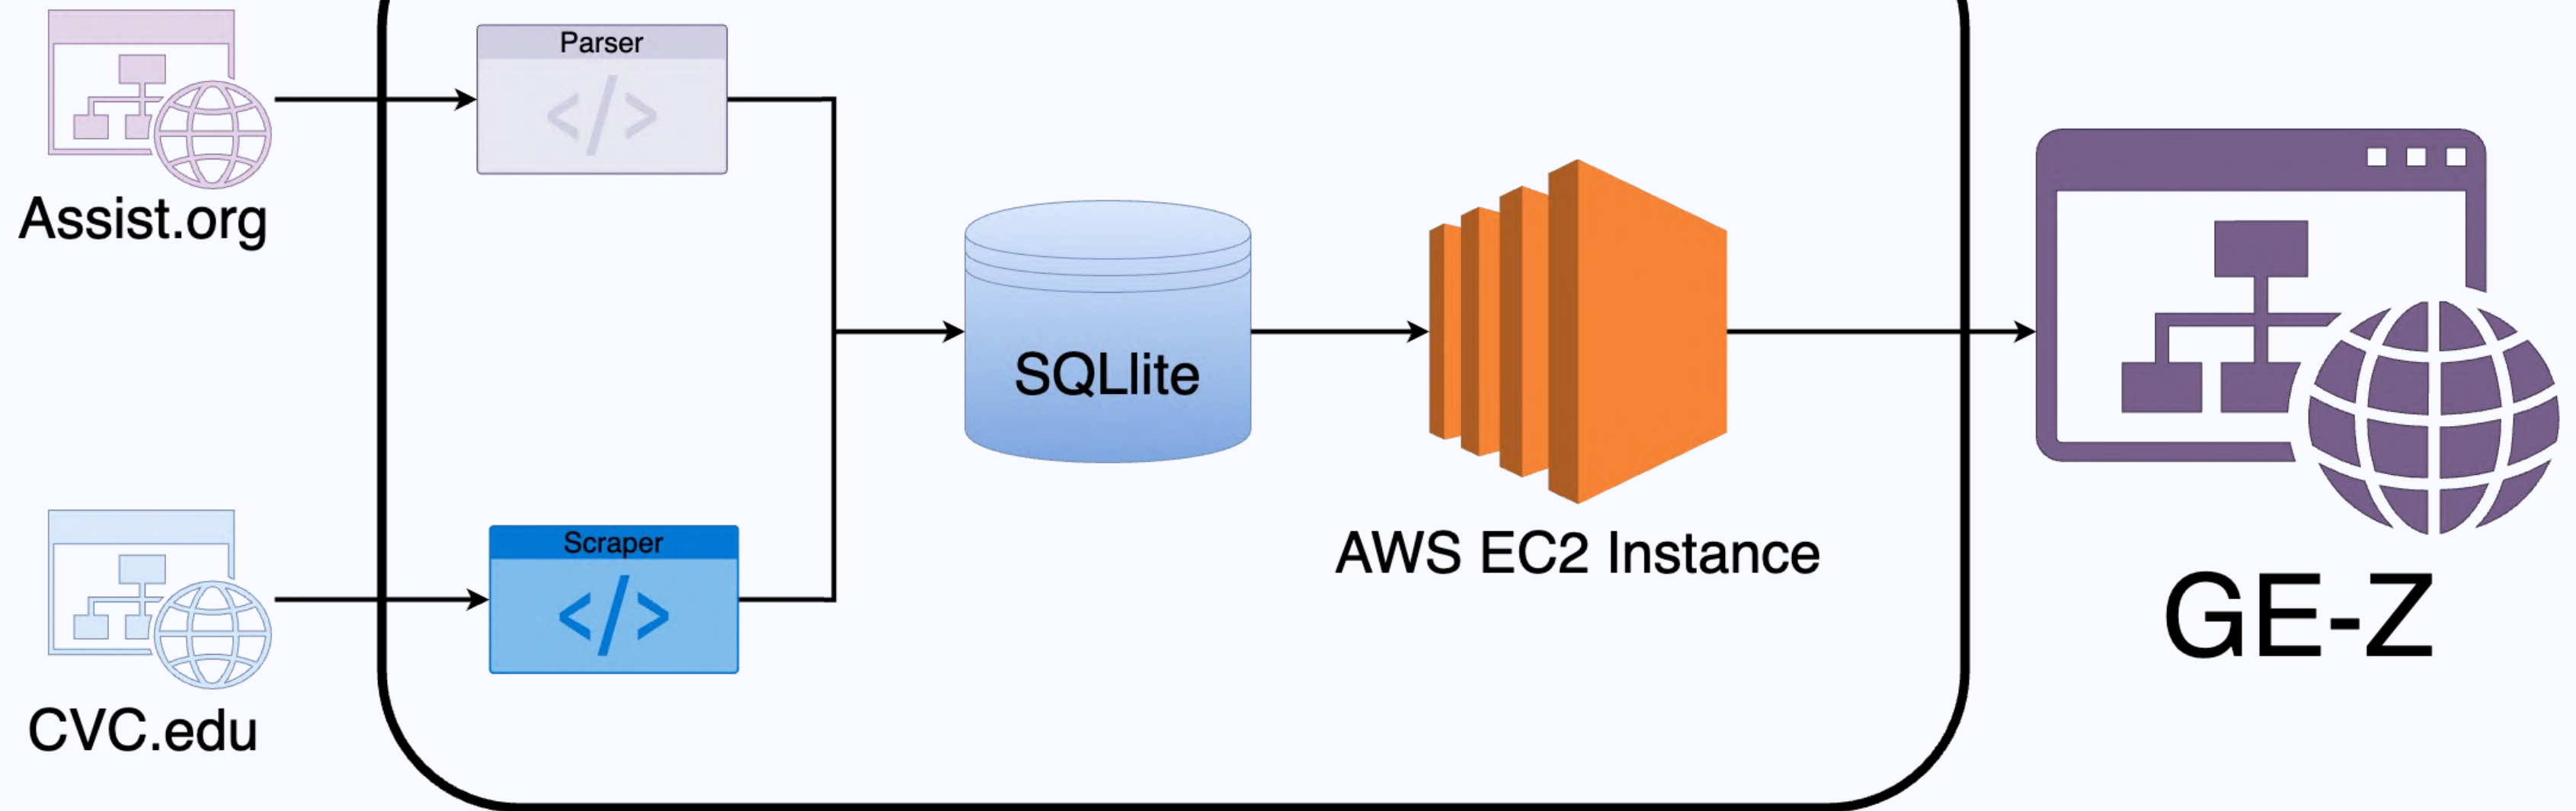 Parser
</>
Assist.org
SQLlite
Scraper
</>
AWS EC2 Instance
CVC.edu
GE-Z